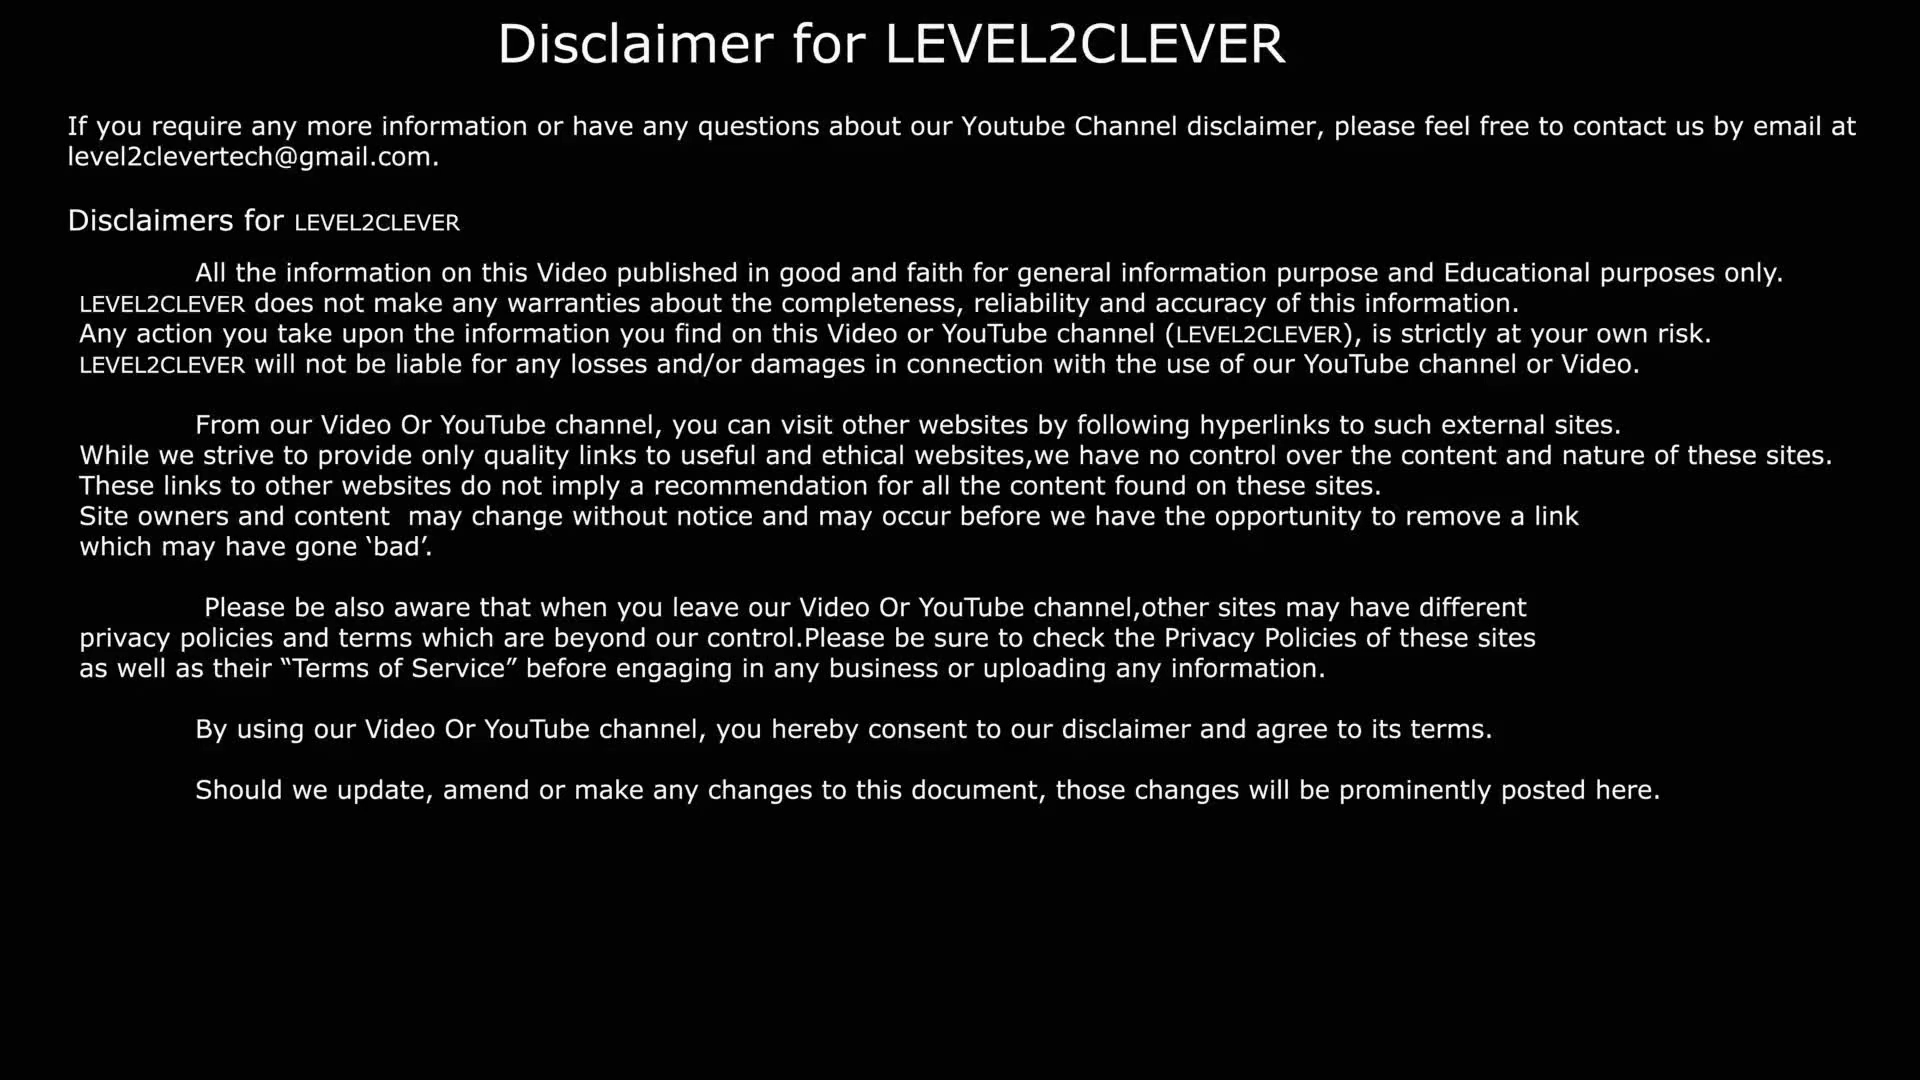 Disclaimer for LEVEL2CLEVER
If you require any more information or have any questions about our Youtube Channel disclaimer, please feel free to contact us by email at
level2clevertech@gmail.com.
Disclaimers for LEVEL2CLEVER
All the information on this Video published in good and faith for general information purpose and Educational purposes only.
LEVEL2CLEVER does not make any warranties about the completeness, reliability and accuracy of this information.
Any action you take upon the information you find on this Video or YouTube channel (LEVEL2CLEVER), is strictly at your own risk.
LEVEL2CLEVER will not be liable for any losses and/or damages in connection with the use of our YouTube channel or Video.
From our Video Or YouTube channel, you can visit other websites by following hyperlinks to such external sites.
While we strive to provide only quality links to useful and ethical websites,we have no control over the content and nature of these sites.
These links to other websites do not imply a recommendation for all the content found on these sites.
Site owners and content  may change without notice and may occur before we have the opportunity to remove a link
which may have gone ‘bad’.
Please be also aware that when you leave our Video Or YouTube channel,other sites may have different
privacy policies and terms which are beyond our control.Please be sure to check the Privacy Policies of these sites
as well as their “Terms of Service” before engaging in any business or uploading any information.
By using our Video Or YouTube channel, you hereby consent to our disclaimer and agree to its terms.
Should we update, amend or make any changes to this document, those changes will be prominently posted here.